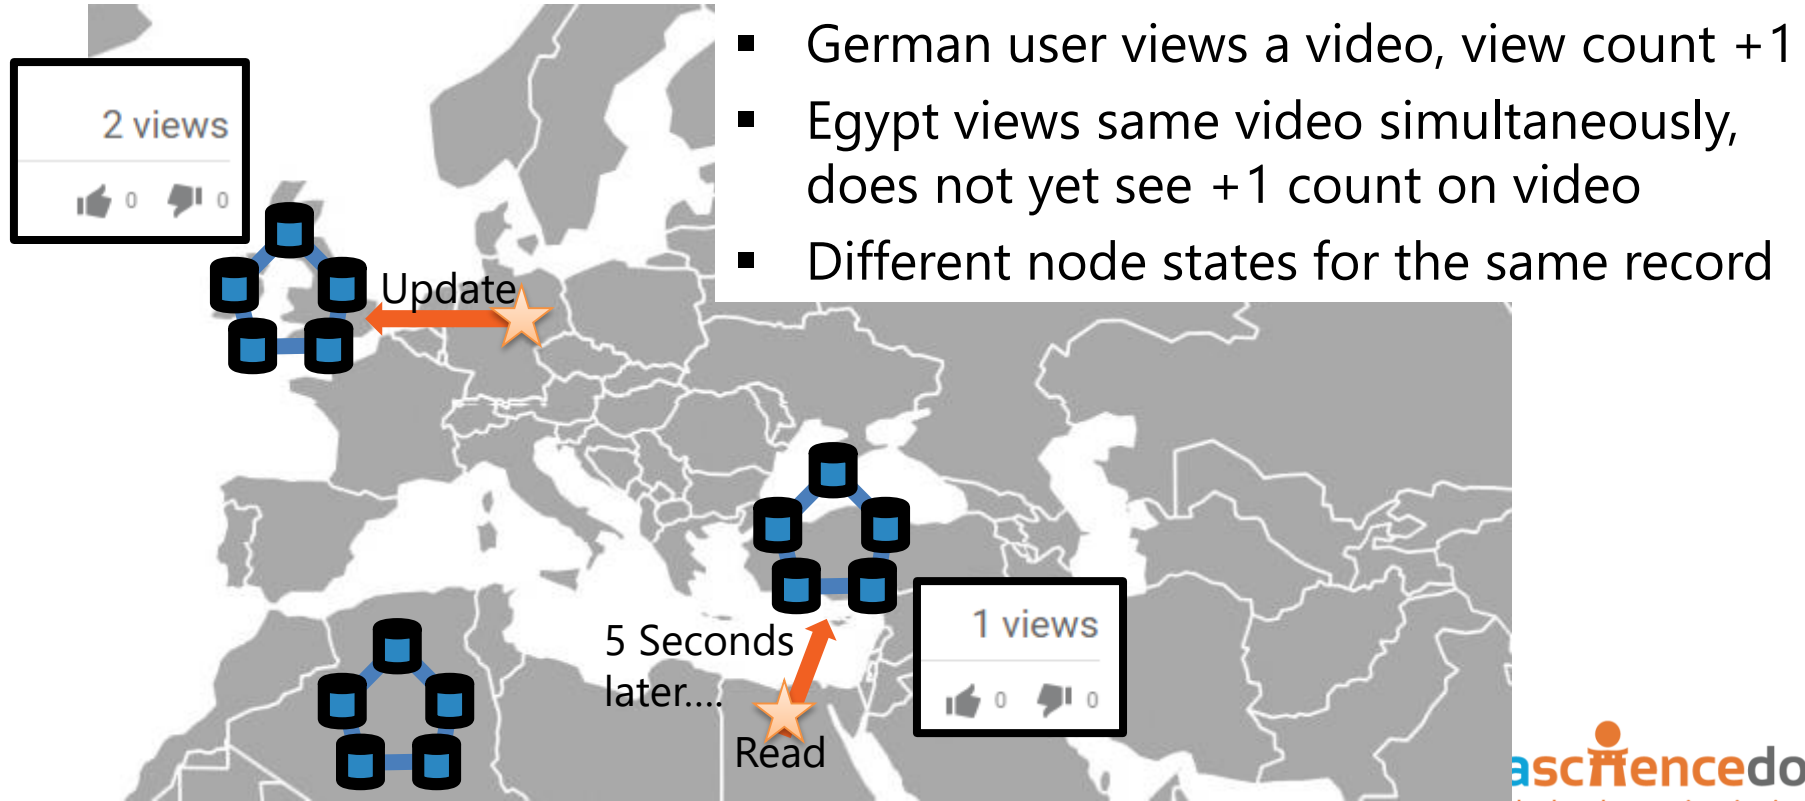 ▪ German user views a video, view count +1
▪ Egypt views same video simultaneously,
does not yet see +1 count on video
▪ Different node states for the same record
2 views
0 0
Update
5 Seconds
later....
Read
1 views
0 0
asciencedo